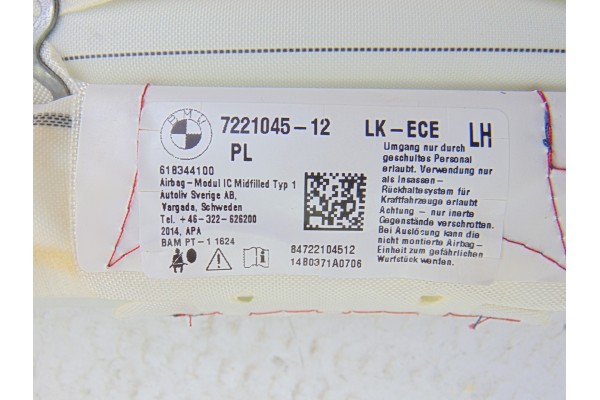 BMW
7221045-12 LK-ECE LH
PL
618344100
Airbag-Modul IC Midfilled Typ 1
Autoliv Sverige AB,
Vargada, Schweden
Tel. +46-322-626200
2014, APA
BAM PT-1 1624
84722104512
1480371A0706
Umgang nur durch
geschultes Personal
erlaubt. Verwendung nur
als Insassen-
Rückhaltesystem für
Kraftfahrzeuge erlaubt
Achtung - nur inerte
Gegenstände verschrotten.
Bei Auslösung kann die
nicht montierte Airbag-
Einheit zum gefährlichen
Wurfstück werden.